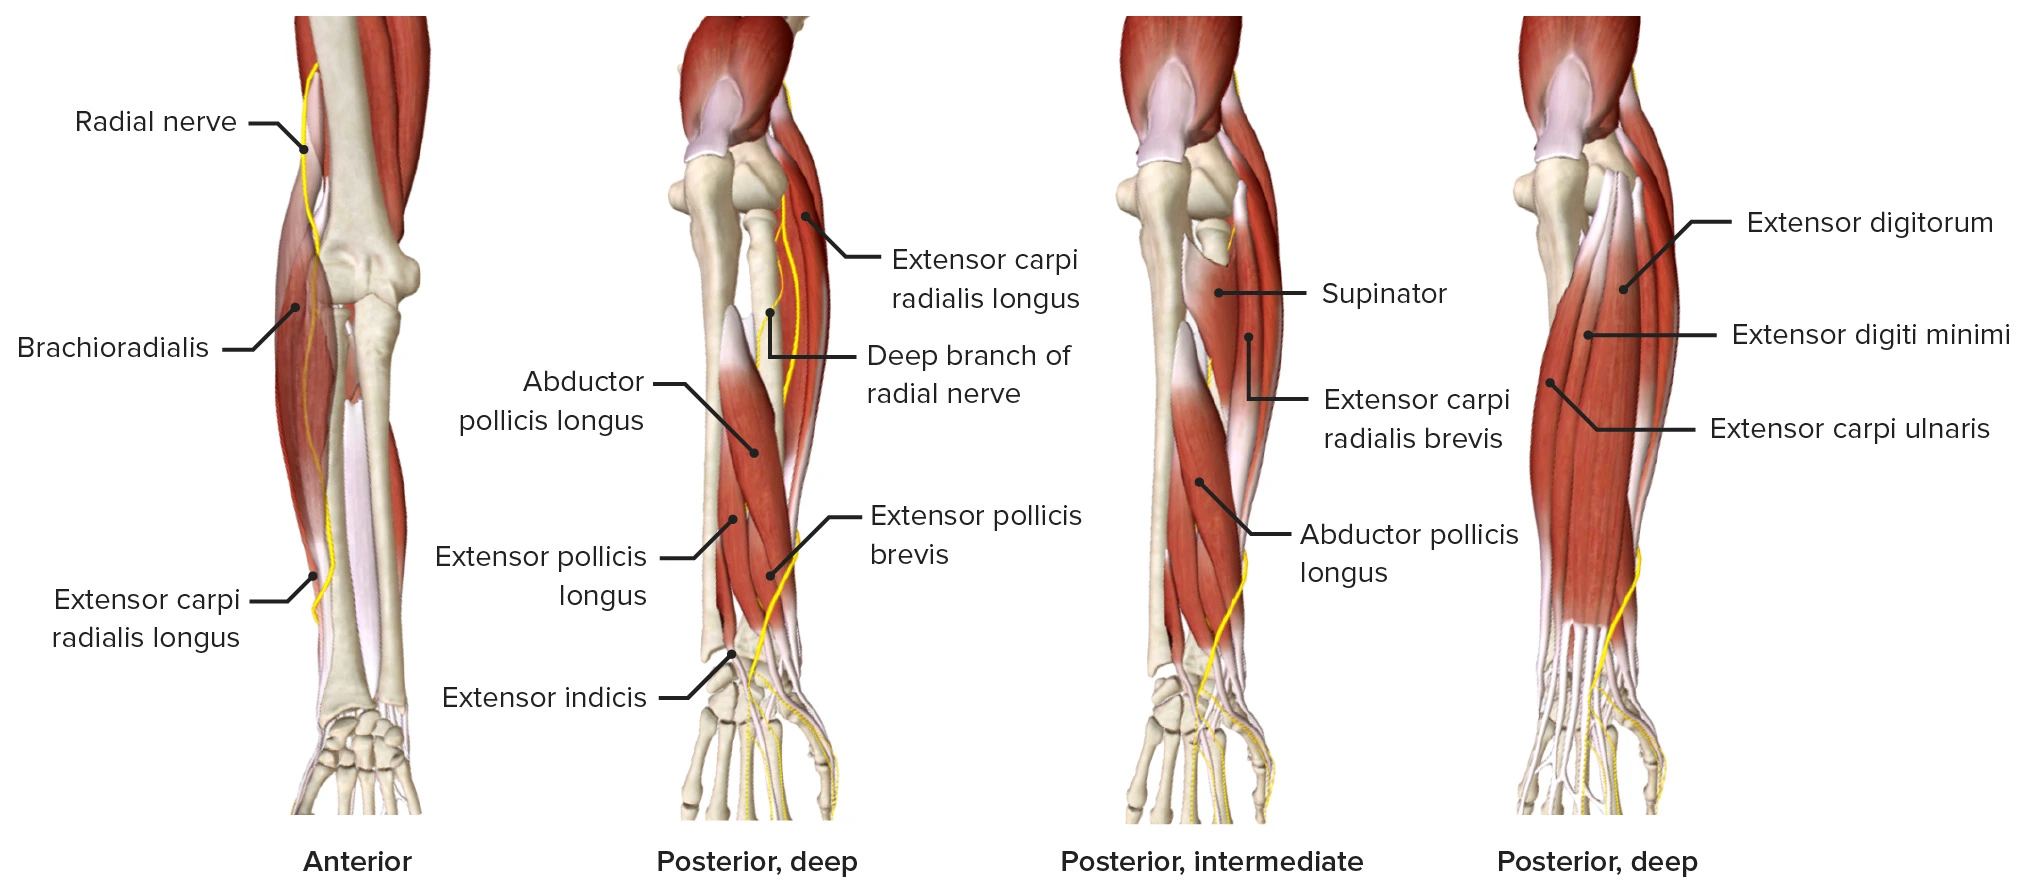 Radial nerve
Brachioradialis
Extensor carpi
radialis longus
Anterior
Extensor carpi
radialis longus
Deep branch of
radial nerve
Abductor
pollicis longus
Extensor pollicis
brevis
Extensor pollicis
longus
Extensor indicis
Posterior, deep
Supinator
Extensor carpi
radialis brevis
Abductor pollicis
longus
Posterior, intermediate
Extensor digitorum
Extensor digiti minimi
Extensor carpi ulnaris
Posterior, deep